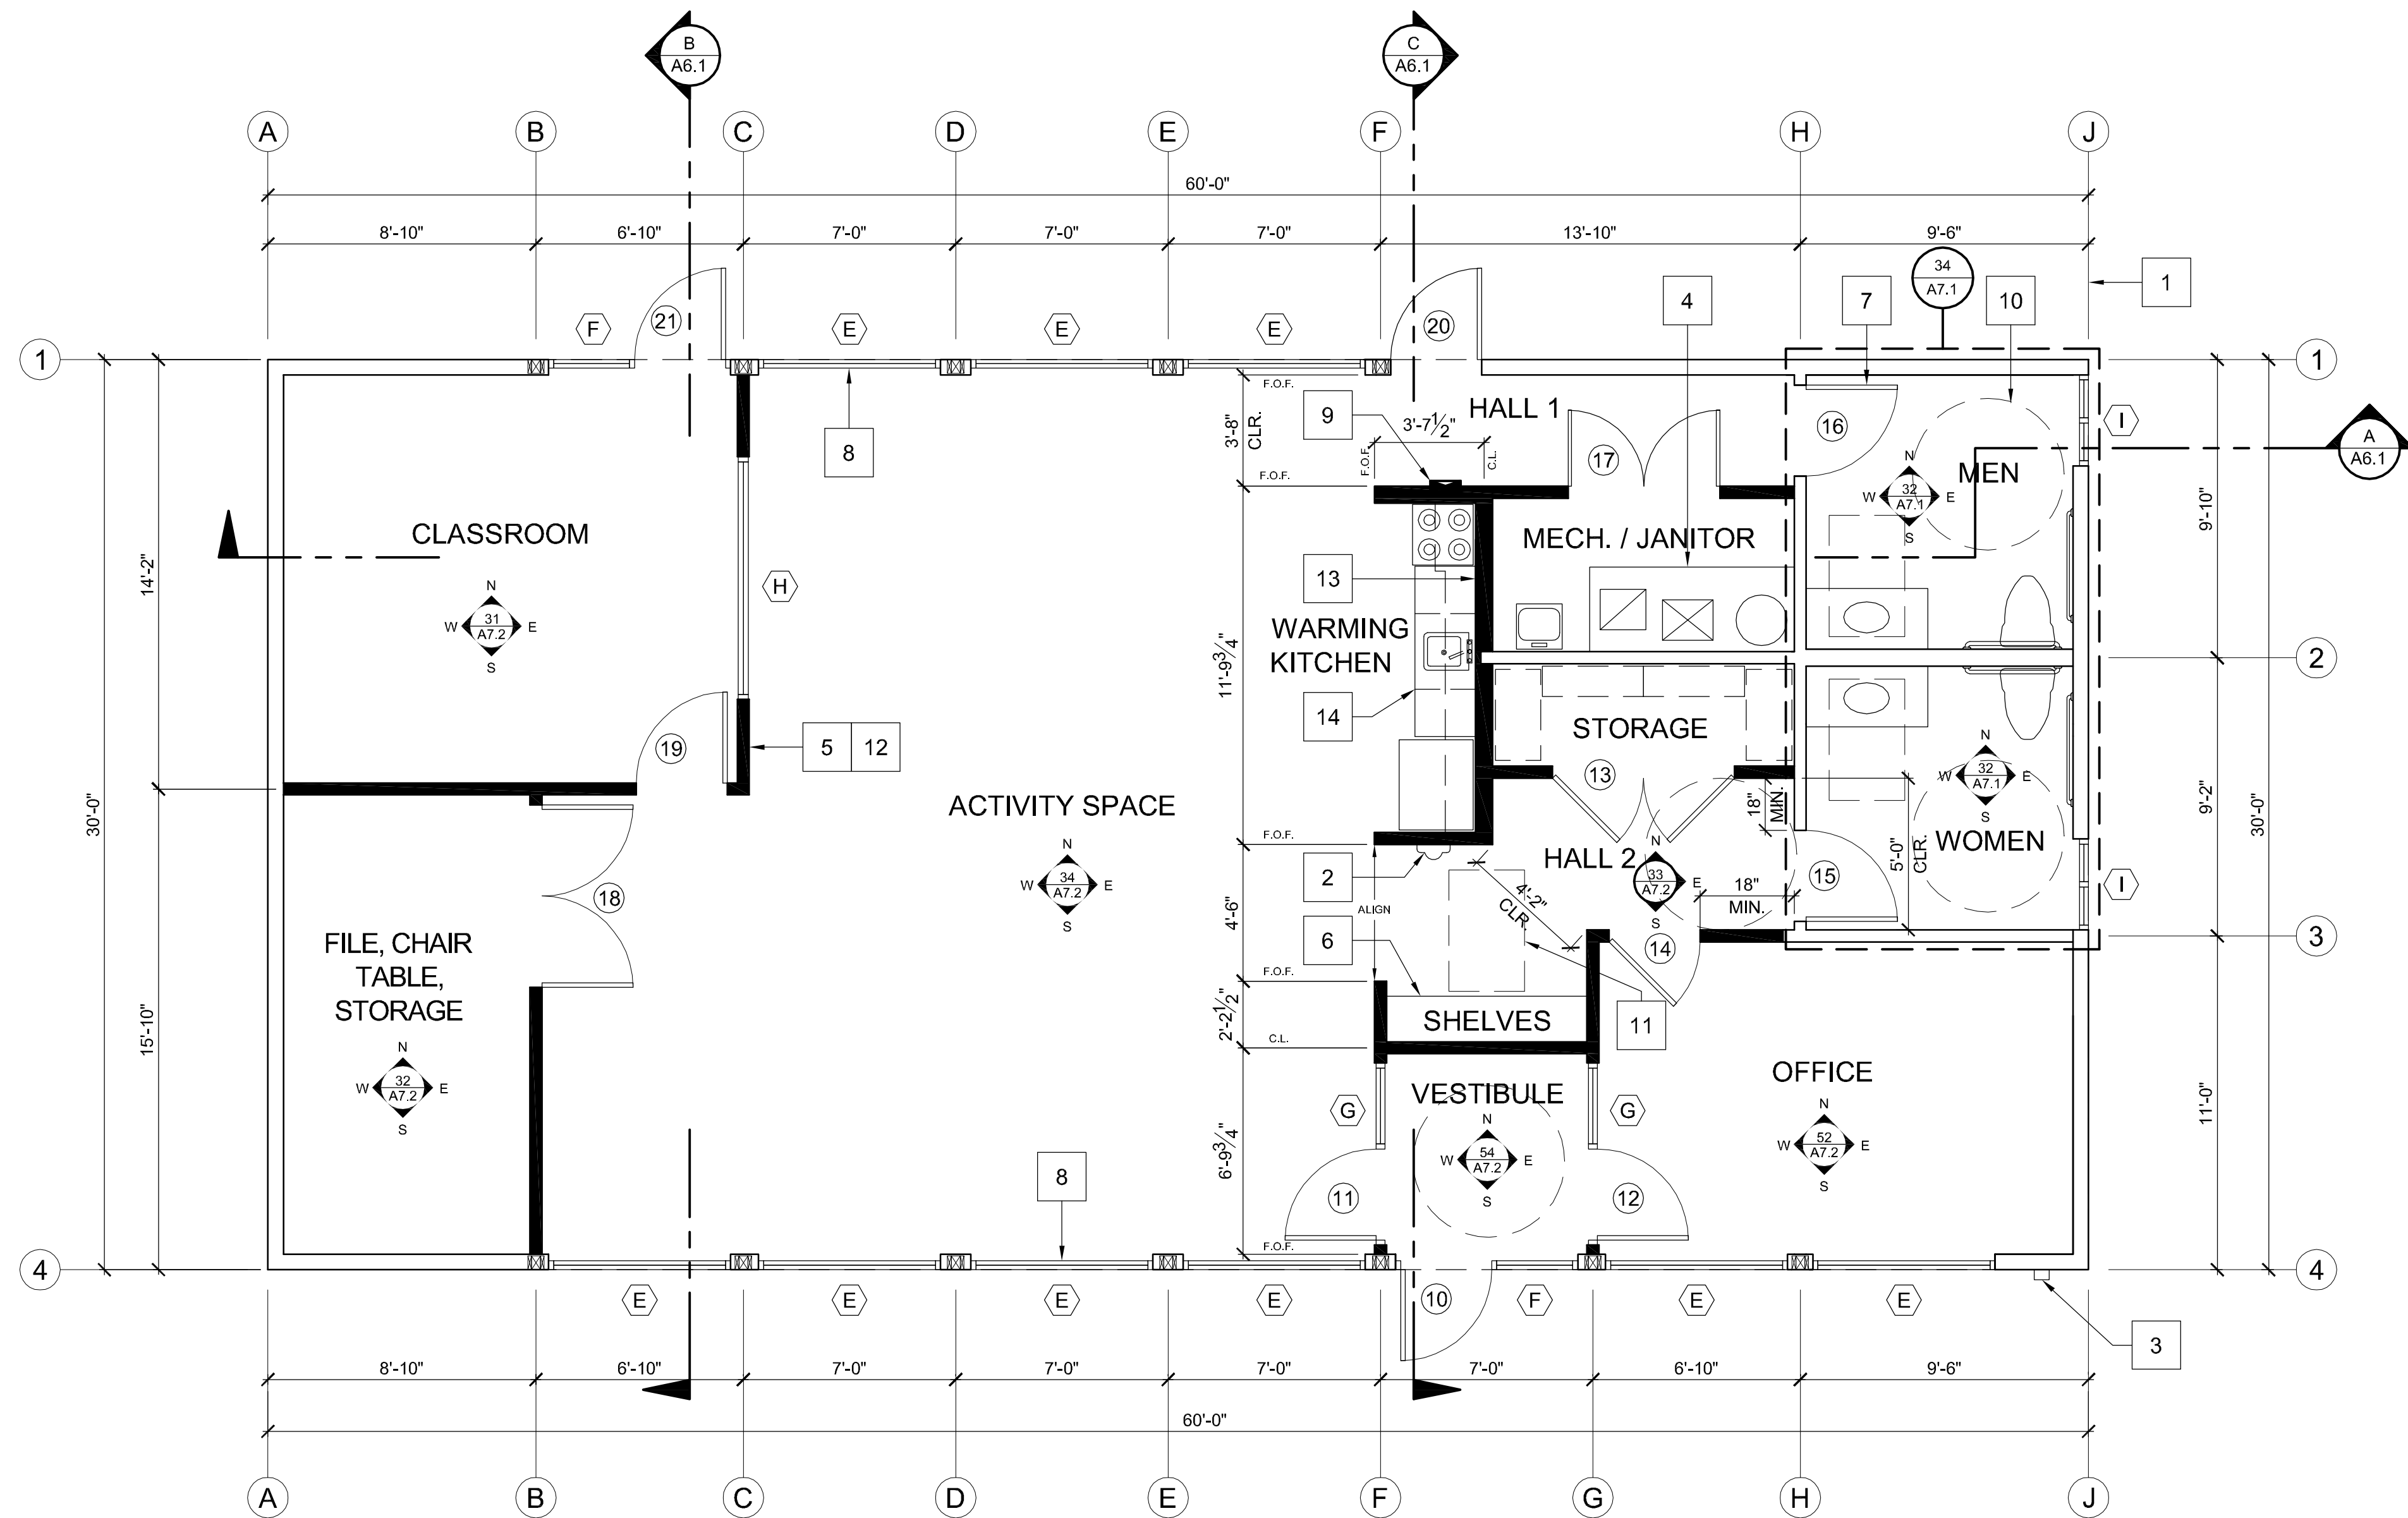 B
A6.1
C
A6.1
A B C D E F H J
60'-0"
8'-10" 6'-10" 7'-0" 7'-0" 7'-0" 13'-10" 9'-6"
34
A7.1
4 7 10 1
F 21 E E E 20
1 1
F.O.F.
3'-8"
CLR.
8
9
HALL 1
3'-7 1/2"
F.O.F.
C.L.
F.O.F.
17
16
I
A
A6.1
MEN
N
W 32 E
A7.1
S
9'-10"
CLASSROOM
N
W 31 E
A7.2
S
14'-2"
H
13
MECH. / JANITOR
WARMING
KITCHEN
11'-9 3/4"
14
2
5 12
19
STORAGE
13
18"
MIN.
N
W 32 E
A7.1
S
WOMEN
5'-0"
CLR.
9'-2"
30'-0"
30'-0"
ACTIVITY SPACE
N
W 34 E
A7.2
S
F.O.F.
2
HALL 2
N
33 E
A7.2
S
15
18"
MIN.
I
4'-2"
CLR.
ALIGN
4'-6"
18
FILE, CHAIR
TABLE,
STORAGE
N
W 32 E
A7.2
S
15'-10"
6
14
3
F.O.F.
2'-2 1/2"
SHELVES
11
C.L.
VESTIBULE
N
W 54 E
A7.2
S
G
G
OFFICE
N
W 52 E
A7.2
S
11'-0"
6'-9 3/4"
8
11
12
F.O.F.
4 4
E E E E 10 F E E
3
8'-10" 6'-10" 7'-0" 7'-0" 7'-0" 7'-0" 6'-10" 9'-6"
60'-0"
A B C D E F G H J